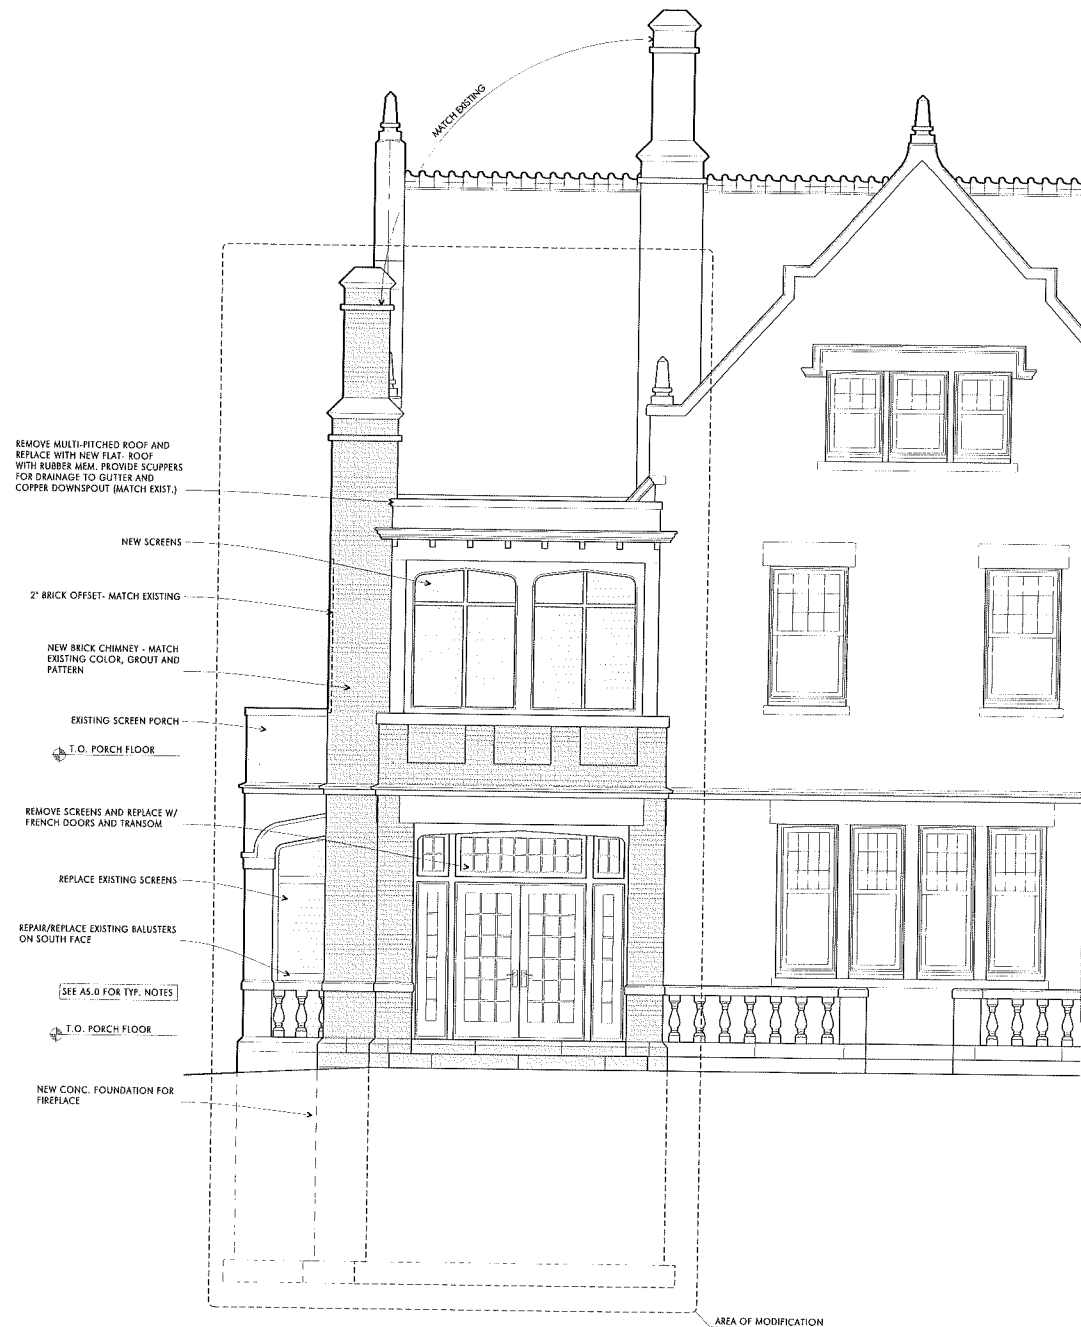 MATCH EXISTING
REMOVE MULTI-PITCHED ROOF AND
REPLACE WITH NEW FLAT- ROOF
WITH RUBBER MEM. PROVIDE SCUPPERS
FOR DRAINAGE TO GUTTER AND
COPPER DOWNSPOUT (MATCH EXIST.)
NEW SCREENS
2" BRICK OFFSET- MATCH EXISTING
NEW BRICK CHIMNEY - MATCH
EXISTING COLOR, GROUT AND
PATTERN
EXISTING SCREEN PORCH
T.O. PORCH FLOOR
REMOVE SCREENS AND REPLACE W/
FRENCH DOORS AND TRANSOM
REPLACE EXISTING SCREENS
REPAIR/REPLACE EXISTING BALUSTERS
ON SOUTH FACE
SEE A5.0 FOR TYP. NOTES
T.O. PORCH FLOOR
NEW CONC. FOUNDATION FOR
FIREPLACE
AREA OF MODIFICATION